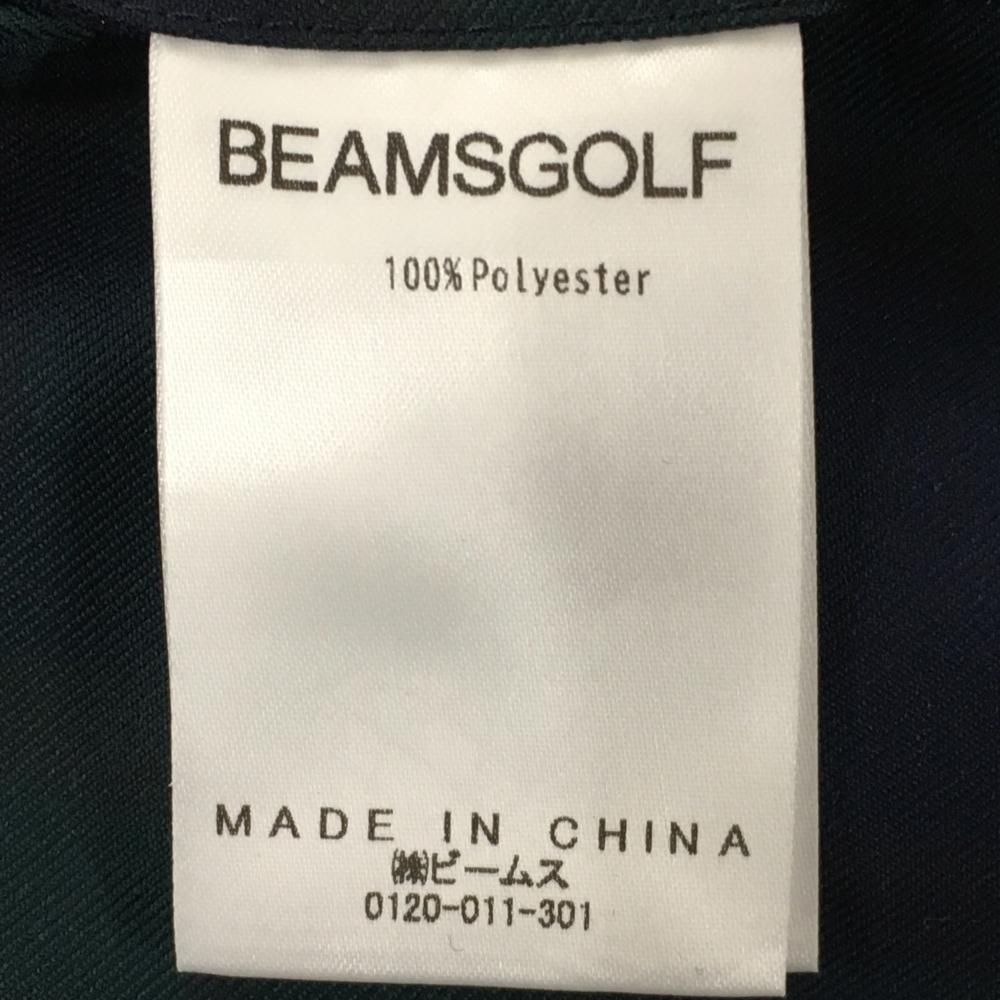 BEAMSGOLF
100%Polyester
MADE IN CHINA
㈱ビームス
0120-011-301